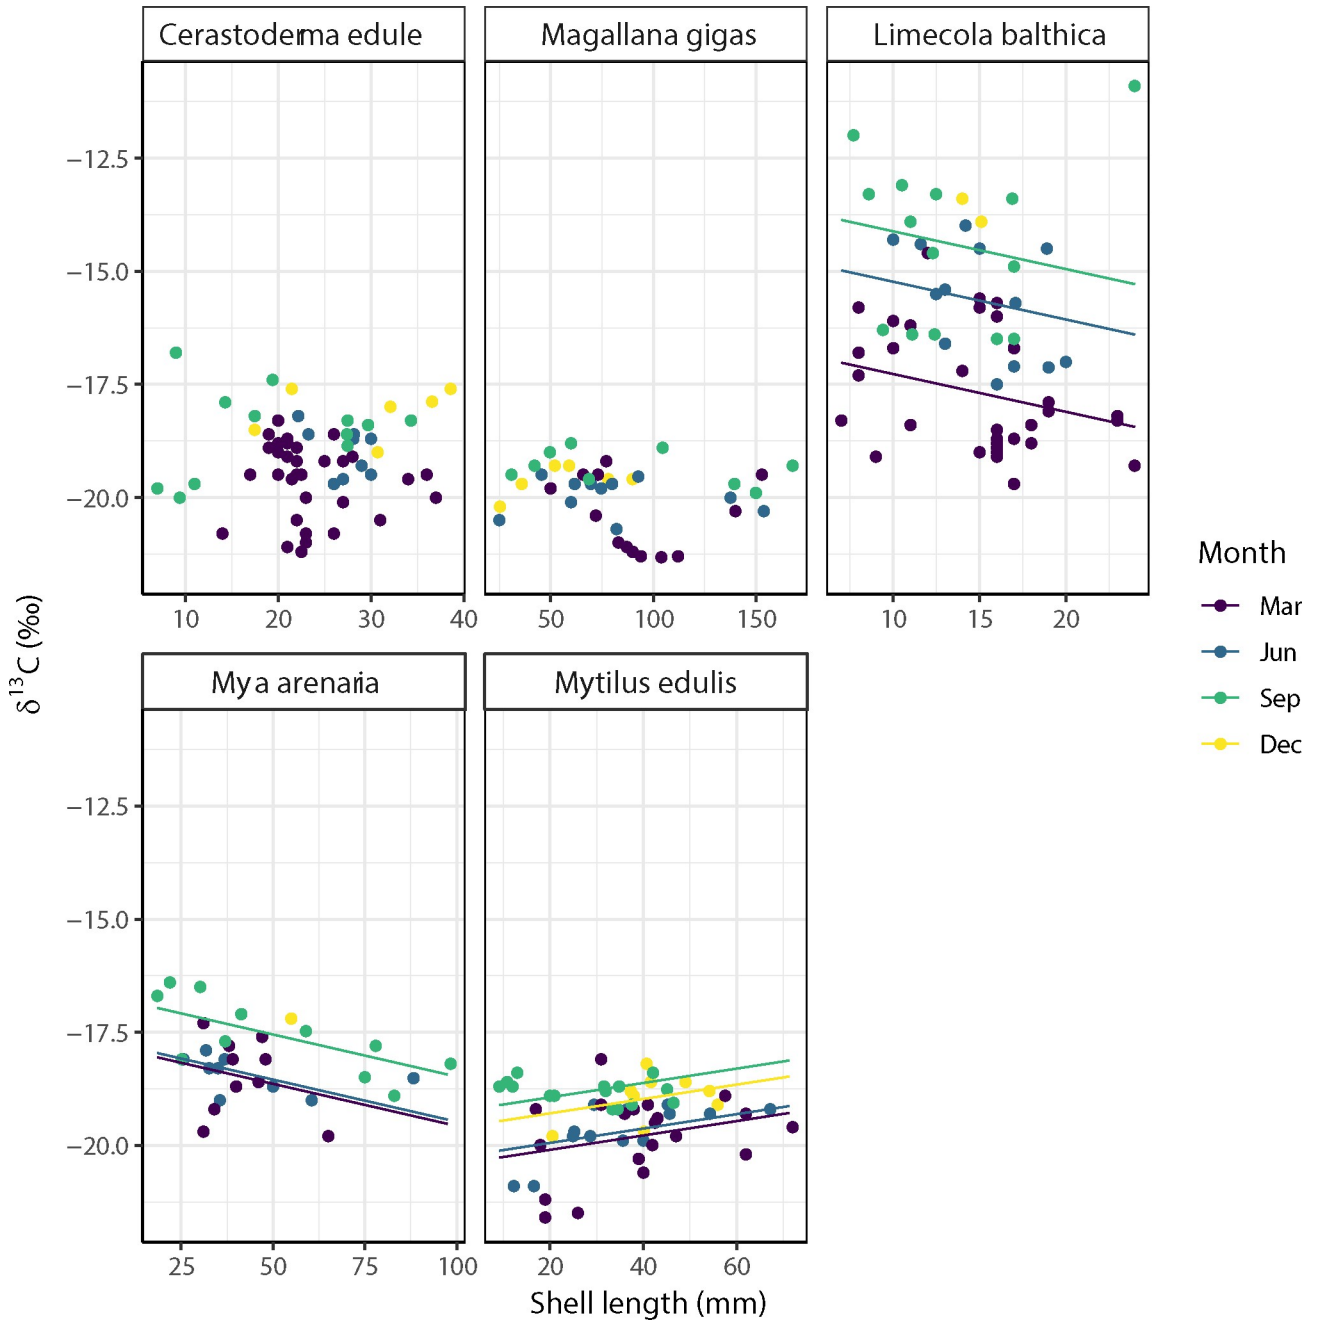 Cerastoderma edule
Magallana gigas
Limecola balthica
−12.5
−15.0
−17.5
−20.0
10 20 30 40
50 100 150
10 15 20
Month
Mar
Jun
Sep
Dec
δ¹³C (‰)
Mya arenaria
Mytilus edulis
−12.5
−15.0
−17.5
−20.0
25 50 75 100
20 40 60
Shell length (mm)